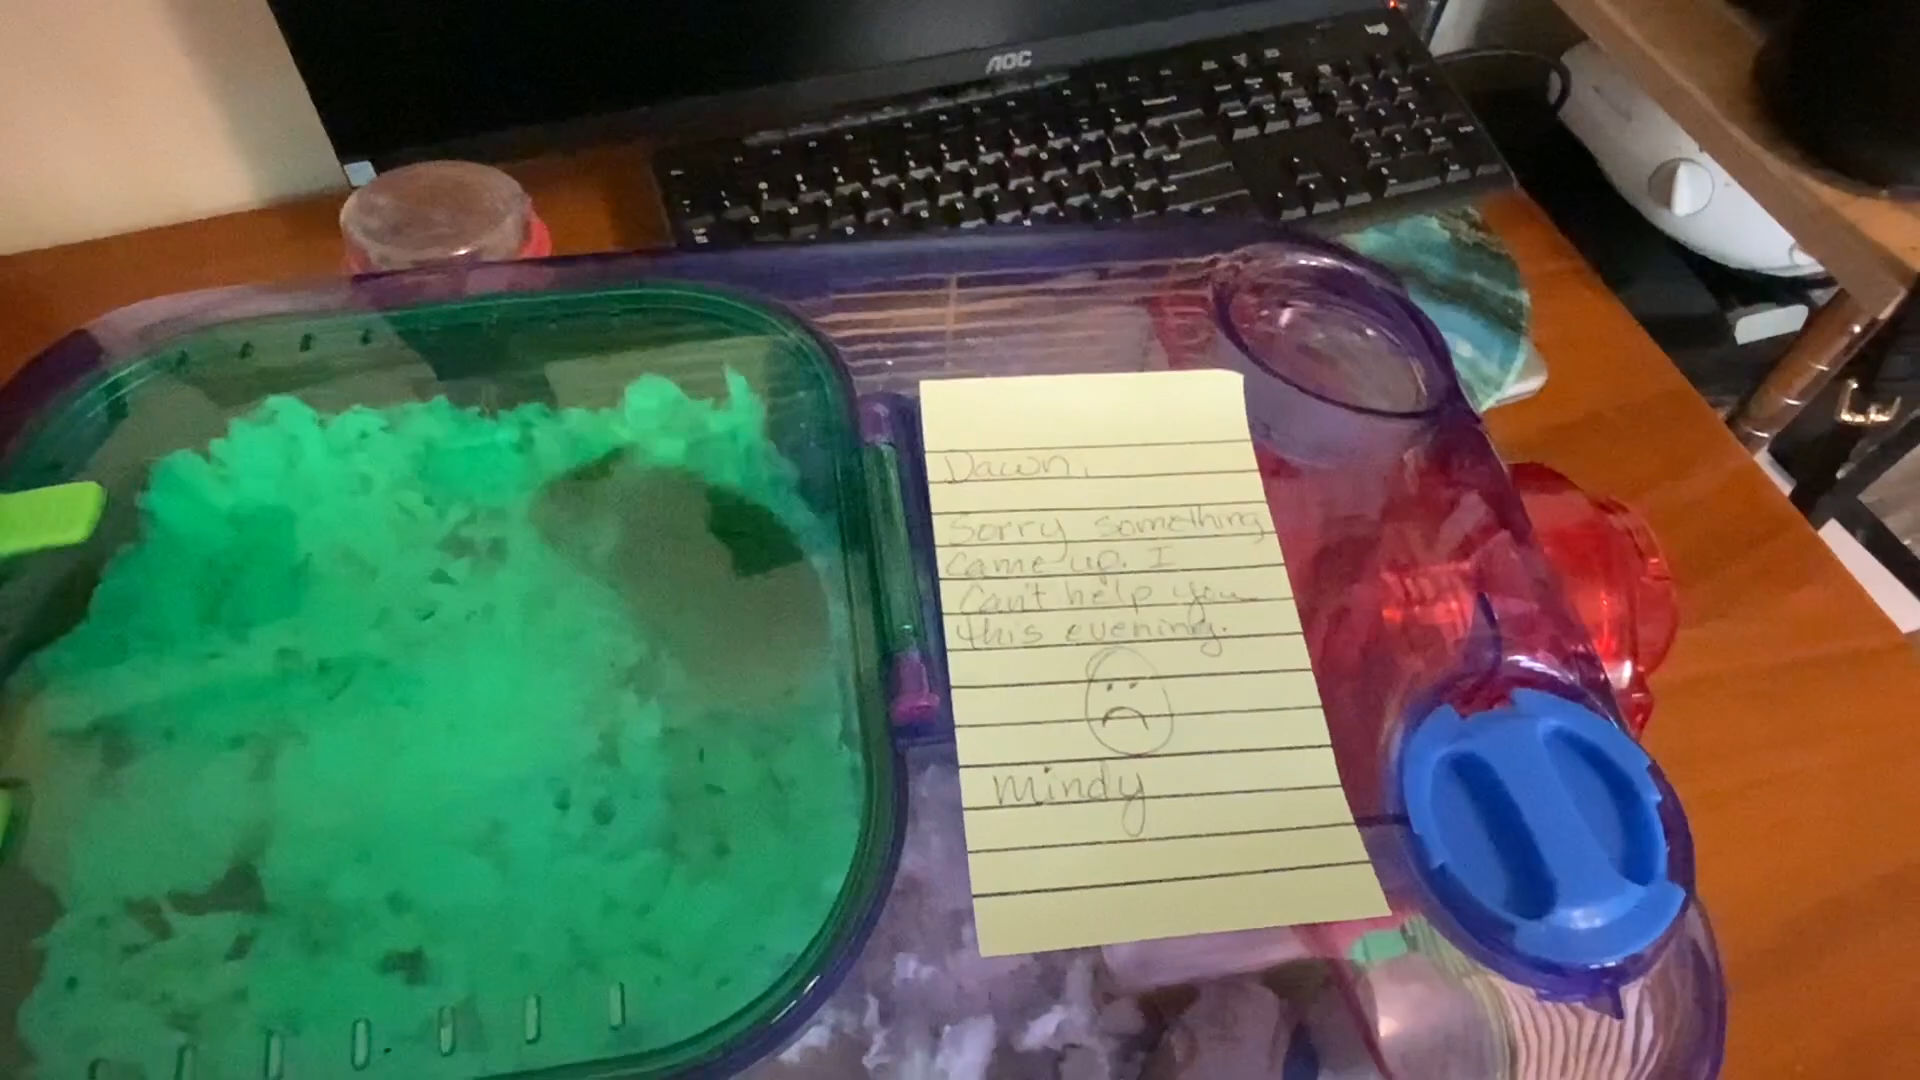 AOC
Dawn,
Sorry something
came up. I
can't help you
this evening.
Mindy